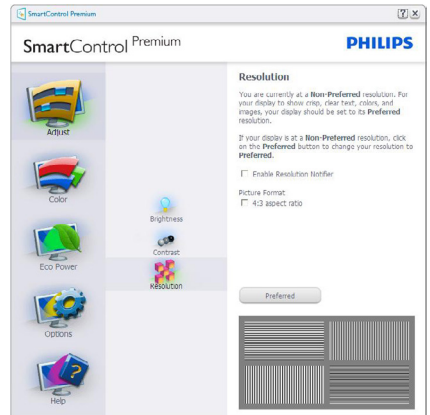 SmartControl Premium
SmartControl Premium
PHILIPS
Adjust
Color
Eco Power
Options
Help
Brightness
Contrast
Resolution
Resolution
You are currently at a Non-Preferred resolution. For
your display to show crisp, clear text, colors, and
images, your display should be set to its Preferred
resolution.
If your display is at a Non-Preferred resolution, click
on the Preferred button to change your resolution to
Preferred.
Enable Resolution Notifier
Picture Format
4:3 aspect ratio
Preferred